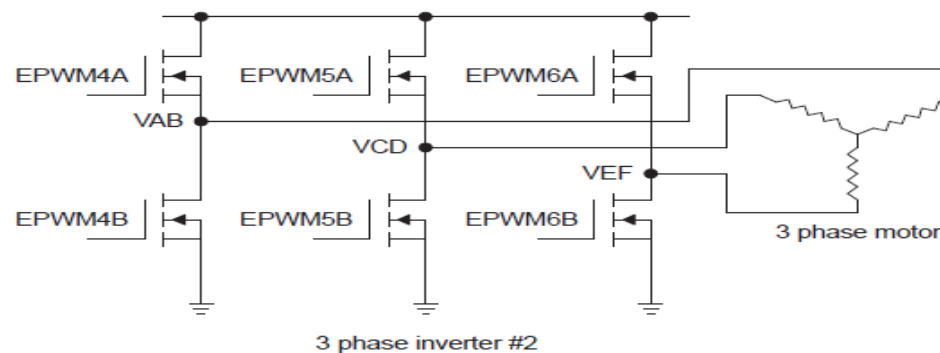 EPWM4A EPWM5A EPWM6A
VAB
VCD
VEF
EPWM4B EPWM5B EPWM6B
3 phase motor
3 phase inverter #2